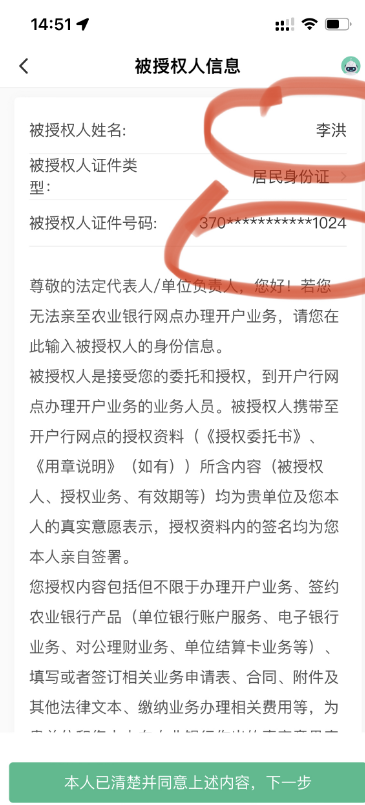 14:51
被授权人信息
被授权人姓名: 李洪
被授权人证件类
型: 居民身份证
被授权人证件号码: 370***********1024
尊敬的法定代表人/单位负责人，您好！若您
无法亲至农业银行网点办理开户业务，请您在
此输入被授权人的身份信息。
被授权人是接受您的委托和授权，到开户行网
点办理开户业务的业务人员。被授权人携带至
开户行网点的授权资料（《授权委托书》、
《用章说明》（如有））所含内容（被授权
人、授权业务、有效期等）均为贵单位及您本
人的真实意愿表示，授权资料内的签名均为您
本人亲自签署。
您授权内容包括但不限于办理开户业务、签约
农业银行产品（单位银行账户服务、电子银行
业务、对公理财业务、单位结算卡业务等）、
填写或者签订相关业务申请表、合同、附件及
其他法律文本、缴纳业务办理相关费用等，为
本人已清楚并同意上述内容，下一步